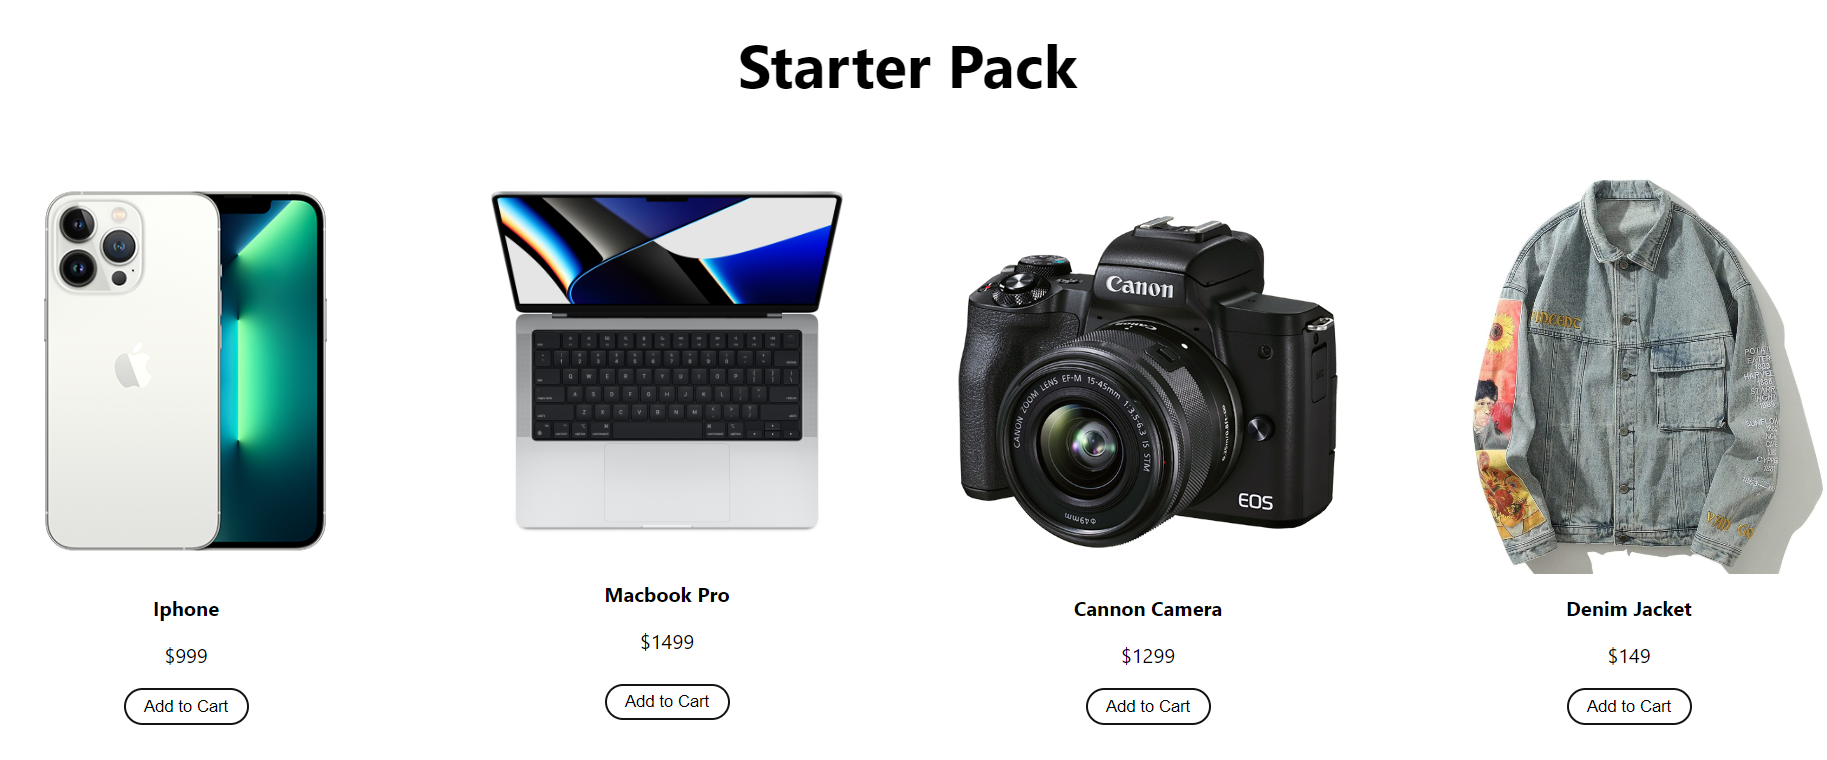 Starter Pack
Canon
Canon
CANON ZOOM LENS EF-M 15-45mm 1:3.5-6.3 IS STM
ø49mm
EOS
Iphone
$999
Add to Cart
Macbook Pro
$1499
Add to Cart
Cannon Camera
$1299
Add to Cart
Denim Jacket
$149
Add to Cart